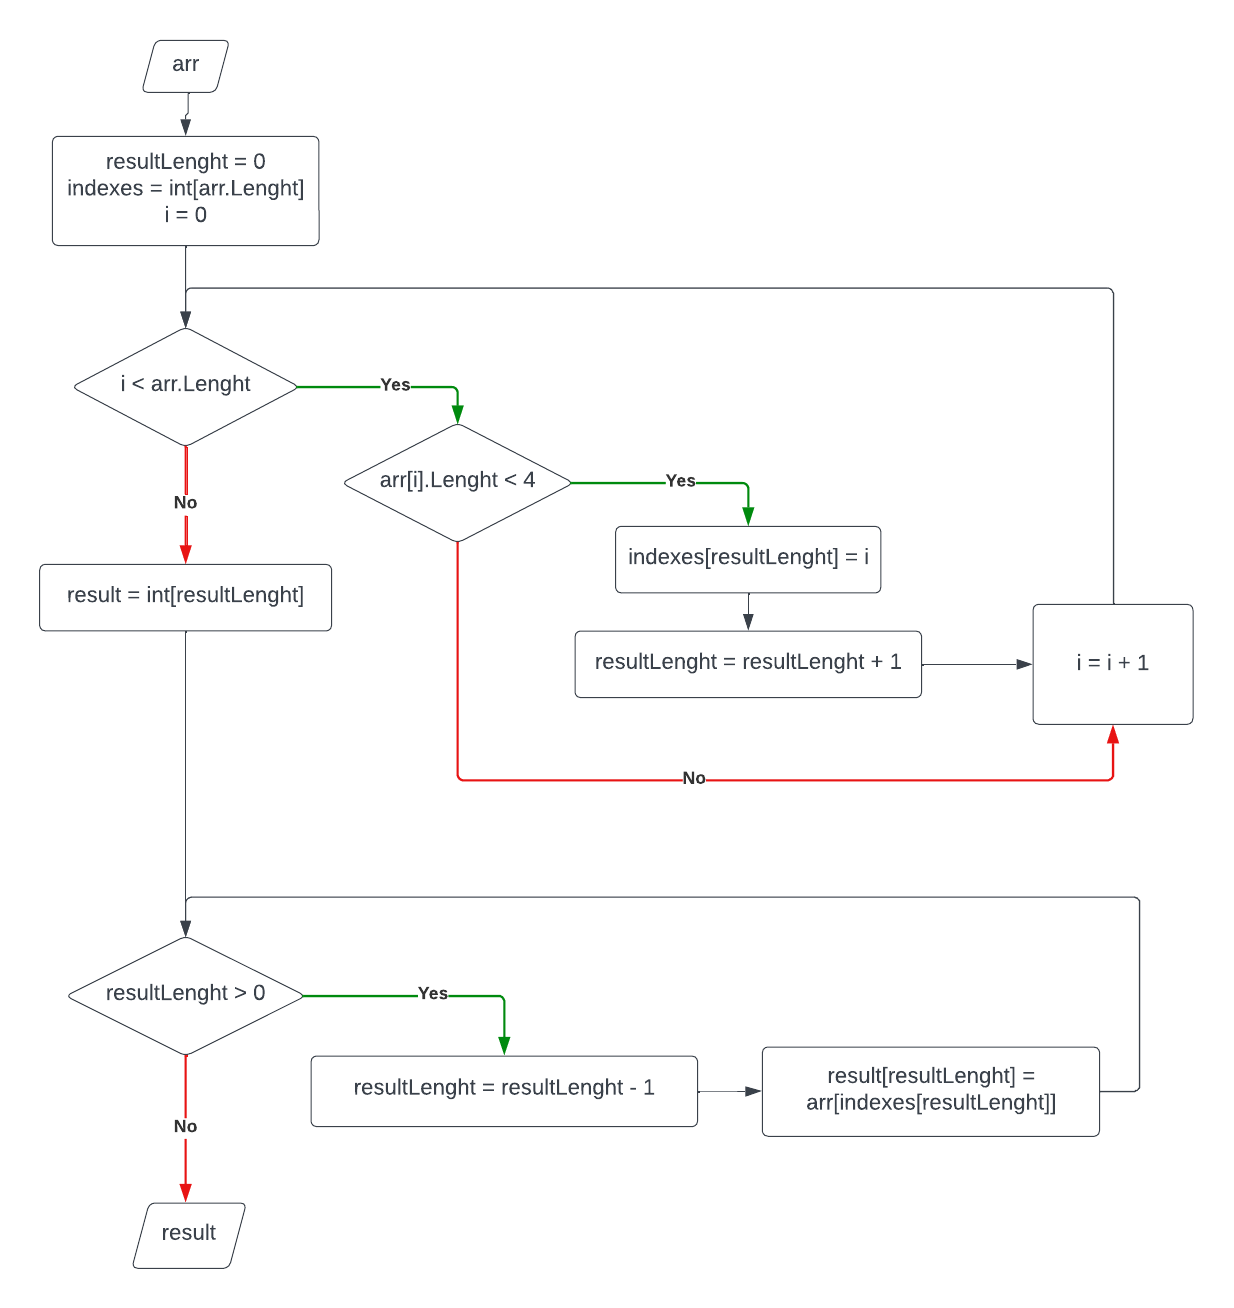 arr
resultLenght = 0
indexes = int[arr.Lenght]
i = 0
i < arr.Lenght
Yes
arr[i].Lenght < 4
Yes
No
indexes[resultLenght] = i
result = int[resultLenght]
resultLenght = resultLenght + 1
i = i + 1
No
resultLenght > 0
Yes
resultLenght = resultLenght - 1
result[resultLenght] =
arr[indexes[resultLenght]]
No
result